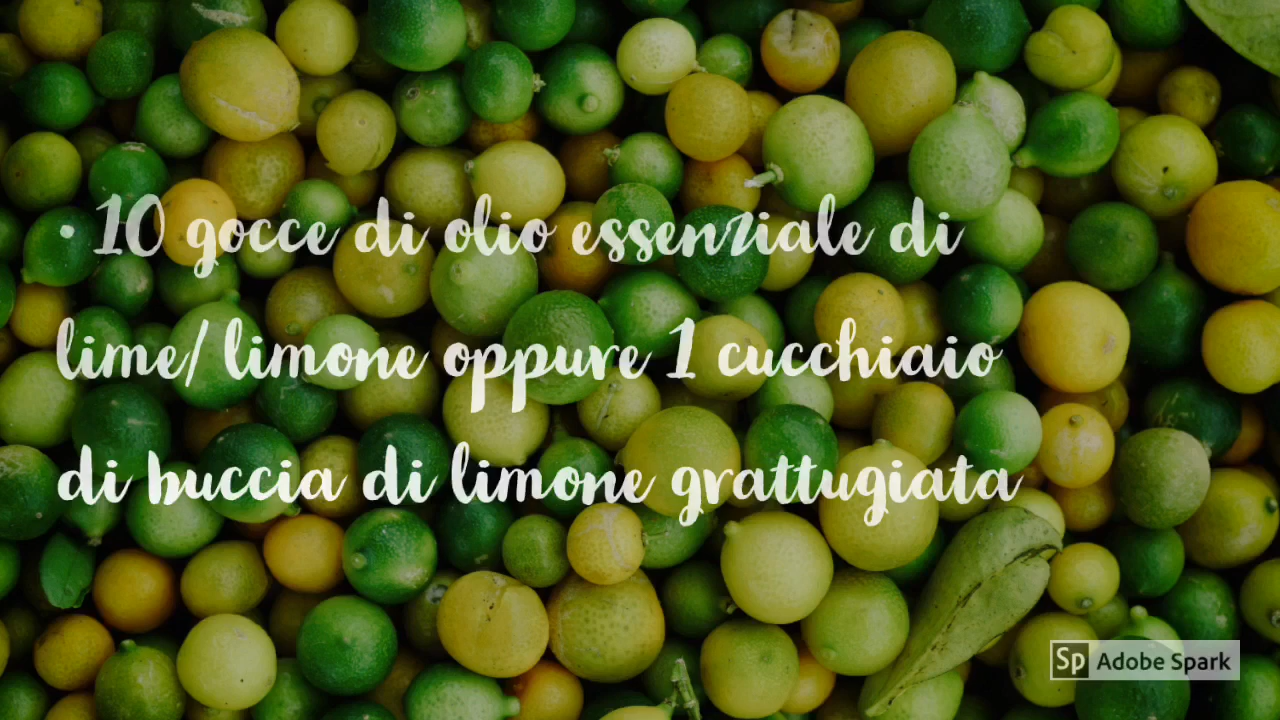 • 10 gocce di olio essenziale di
lime/limone oppure 1 cucchiaio
di buccia di limone grattugiata
Sp Adobe Spark